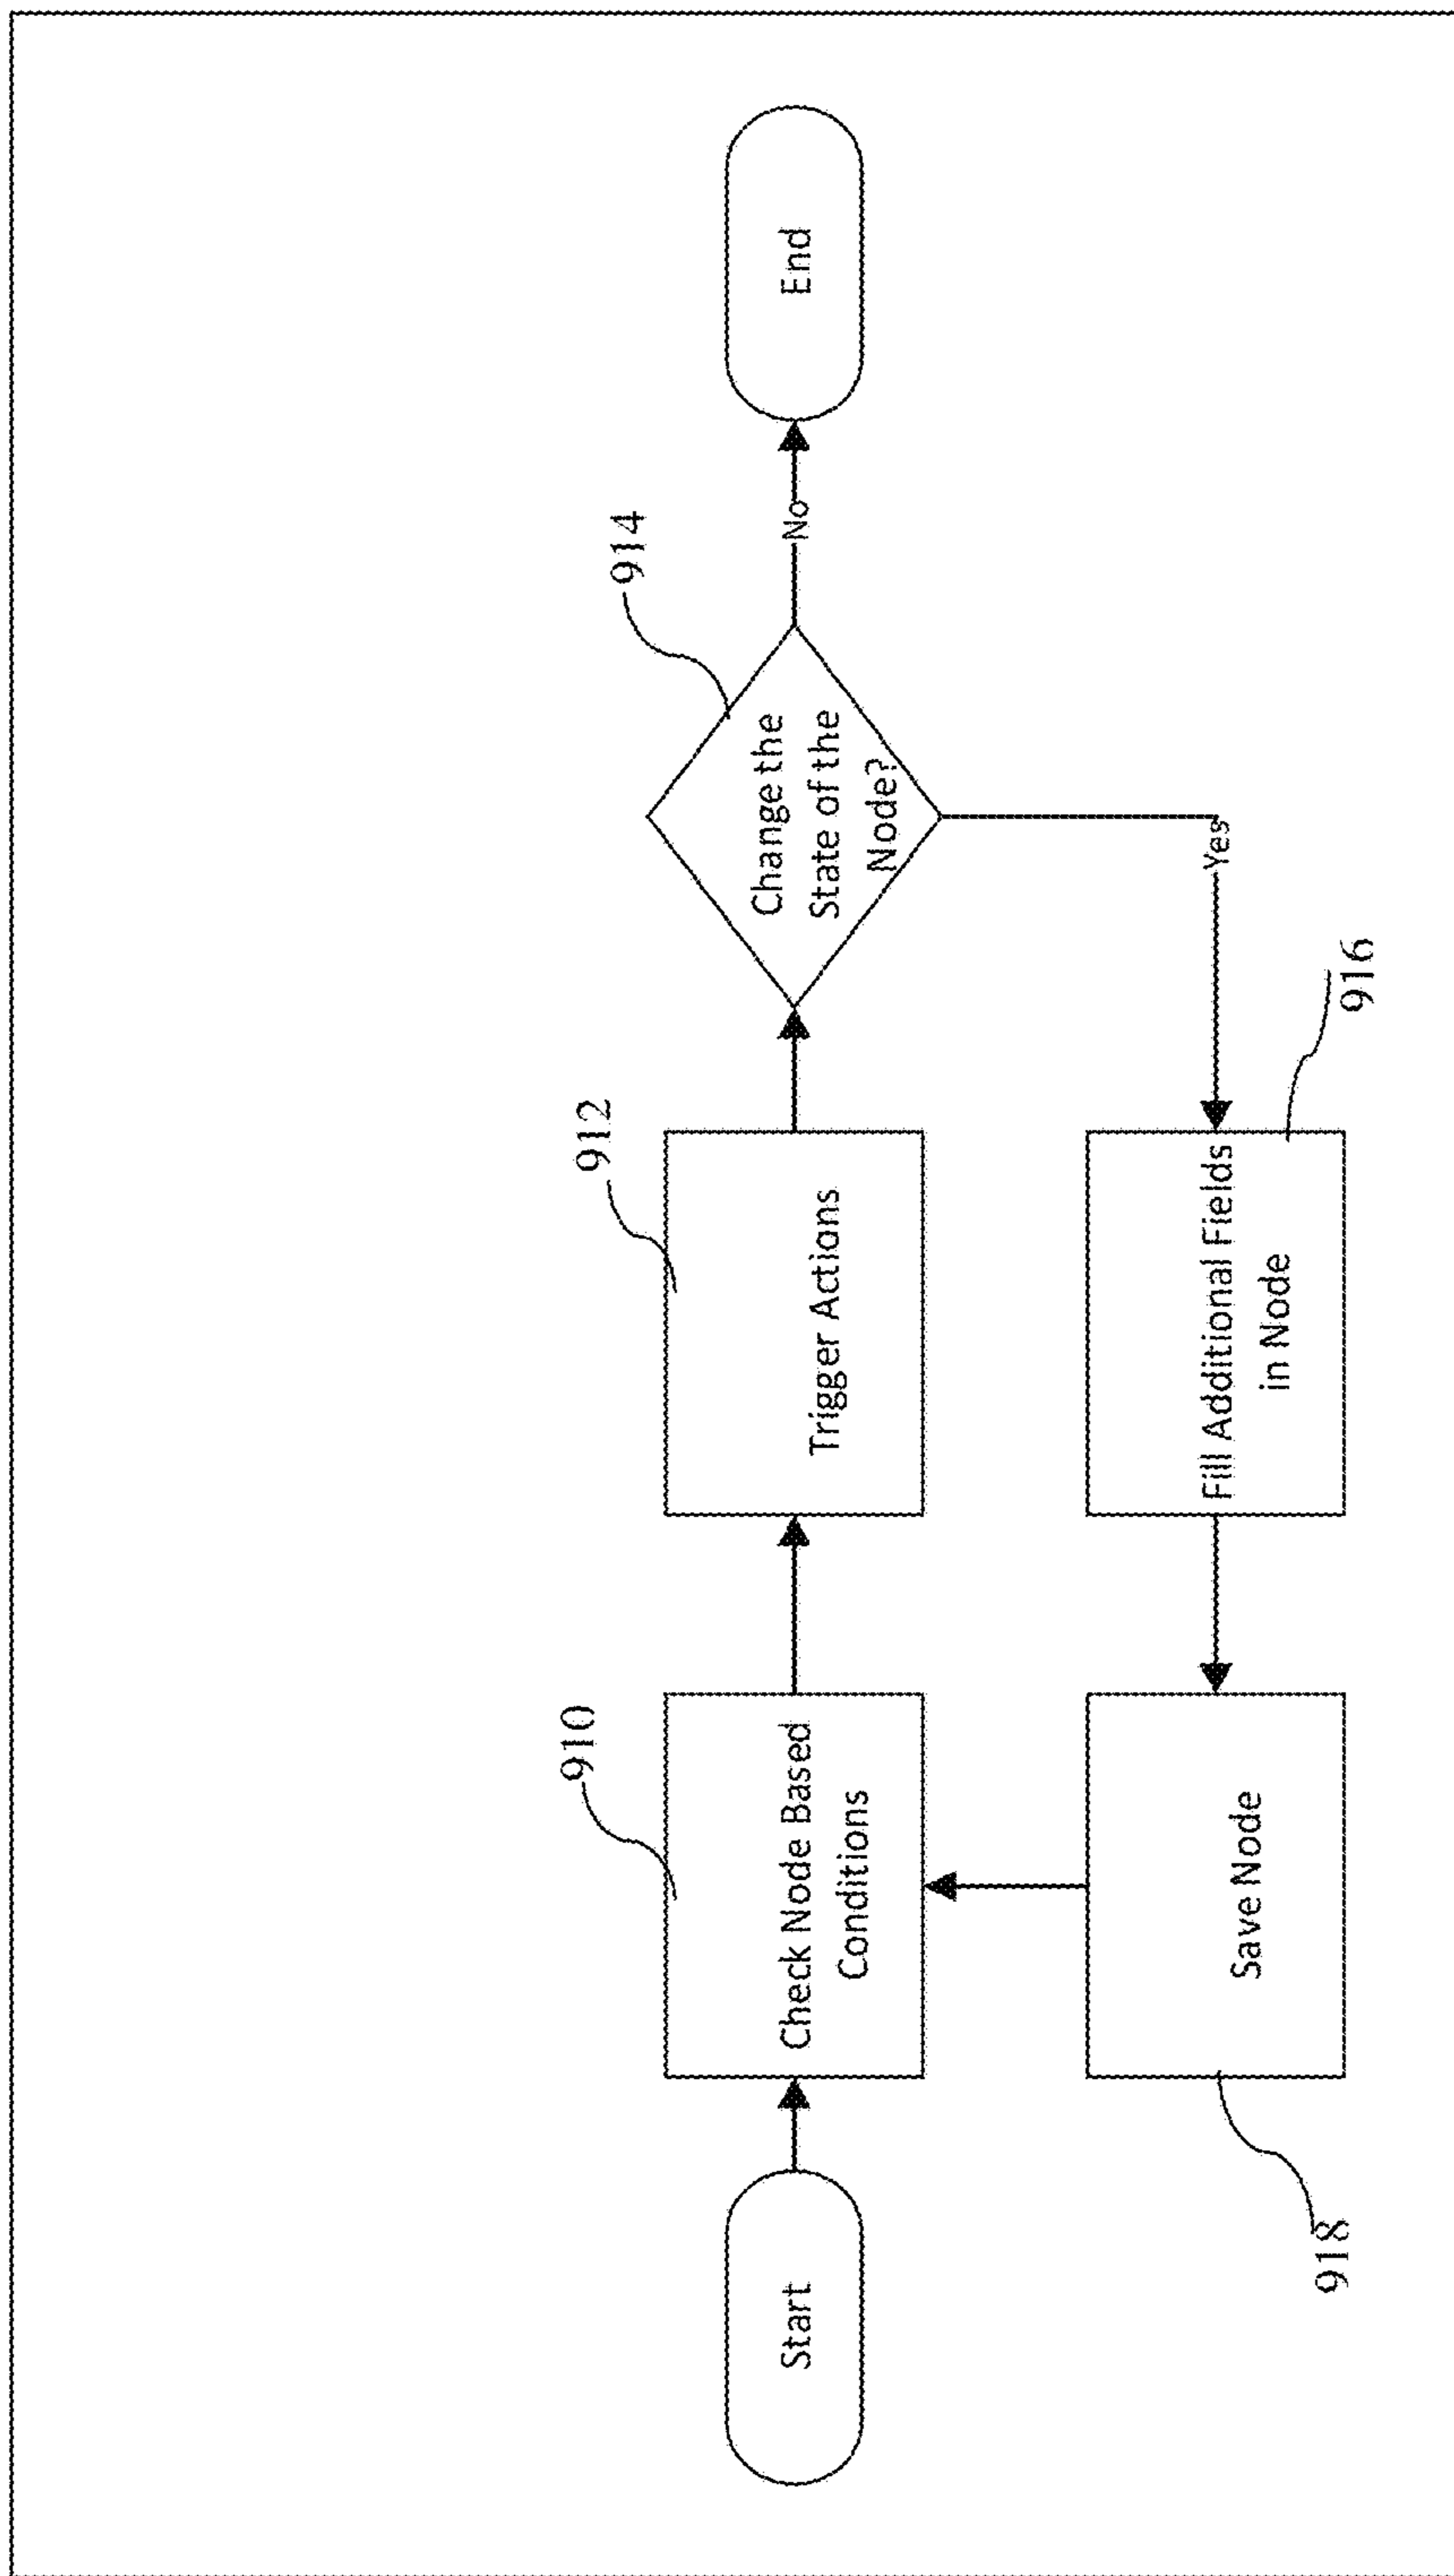 Start
910
Check Node Based
Conditions
912
Trigger Actions
914
Change the
State of the
Node?
No
End
Yes
916
Fill Additional Fields
in Node
918
Save Node